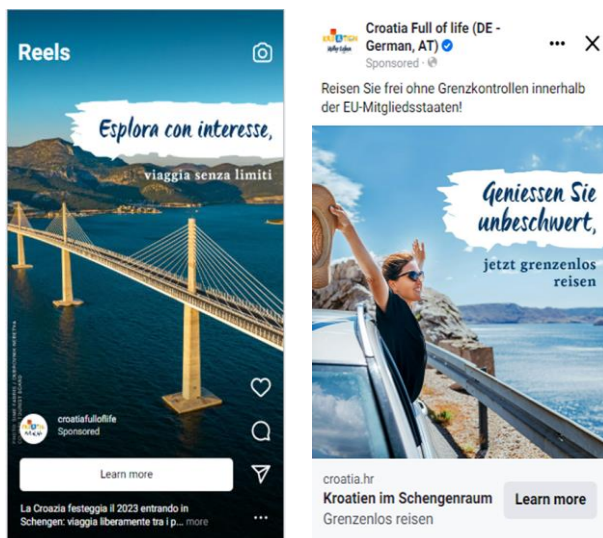 Reels
Esplora con interesse,
viaggia senza limiti
croatiafulloflife
Sponsored
Learn more
La Croazia festeggia il 2023 entrando in
Schengen: viaggia liberamente tra i p... more
Croatia Full of life (DE -
German, AT)
Sponsored ·
Reisen Sie frei ohne Grenzkontrollen innerhalb
der EU-Mitgliedsstaaten!
Geniessen Sie
unbeschwert,
jetzt grenzenlos
reisen
croatia.hr
Kroatien im Schengenraum
Grenzenlos reisen
Learn more